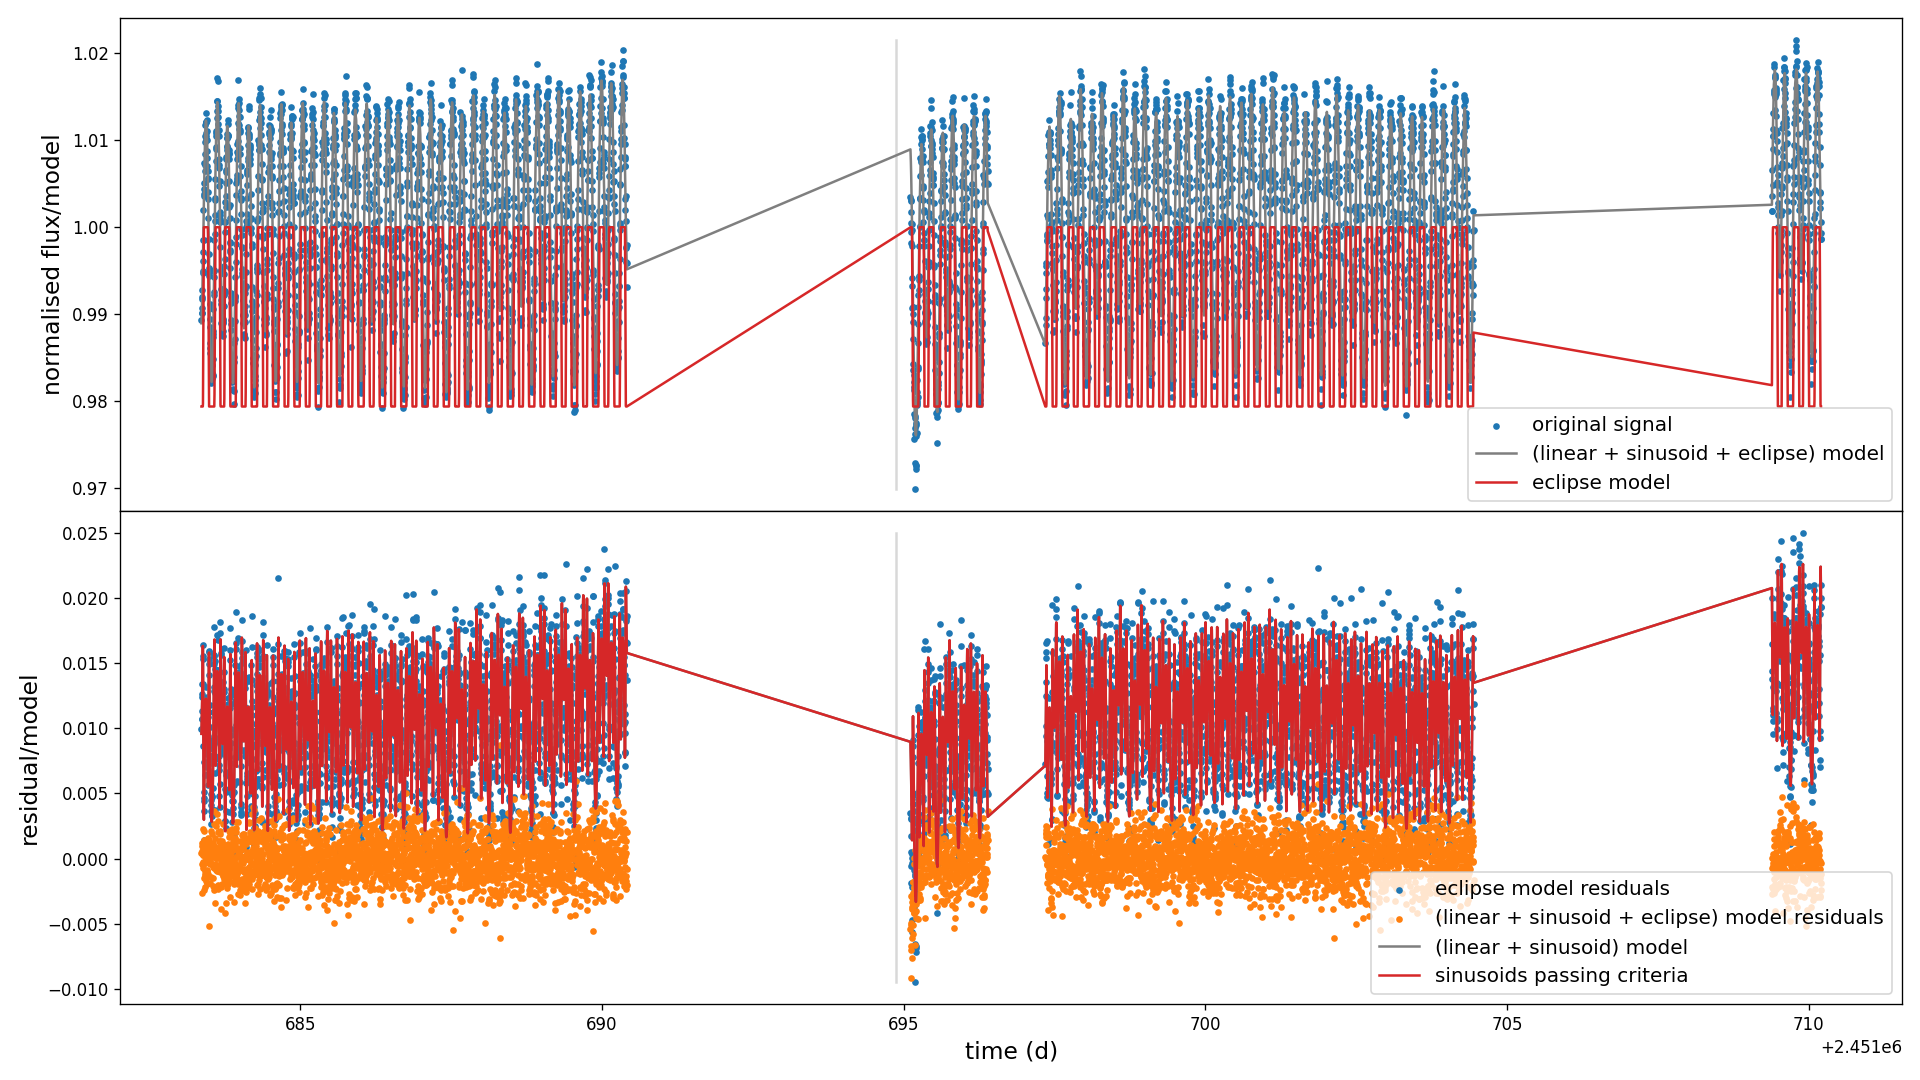 normalised flux/model
1.02
1.01
1.00
0.99
0.98
0.97
original signal
(linear + sinusoid + eclipse) model
eclipse model
residual/model
0.025
0.020
0.015
0.010
0.005
0.000
−0.005
−0.010
eclipse model residuals
(linear + sinusoid + eclipse) model residuals
(linear + sinusoid) model
sinusoids passing criteria
685 690 695 700 705 710
time (d)
+2.451e6